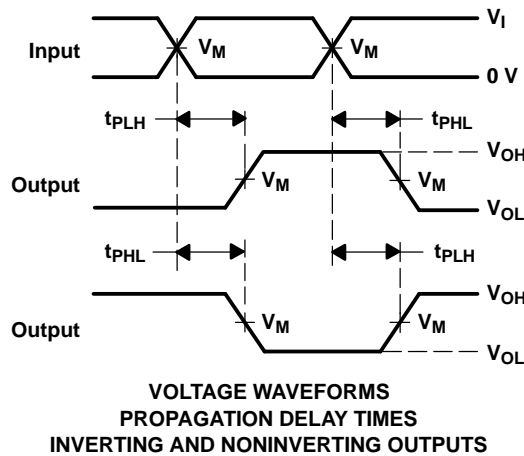 V_I
Input V_M V_M
0 V
t_PLH t_PHL
V_OH
Output V_M V_M
V_OL
t_PHL t_PLH
V_OH
Output V_M V_M
V_OL
VOLTAGE WAVEFORMS
PROPAGATION DELAY TIMES
INVERTING AND NONINVERTING OUTPUTS